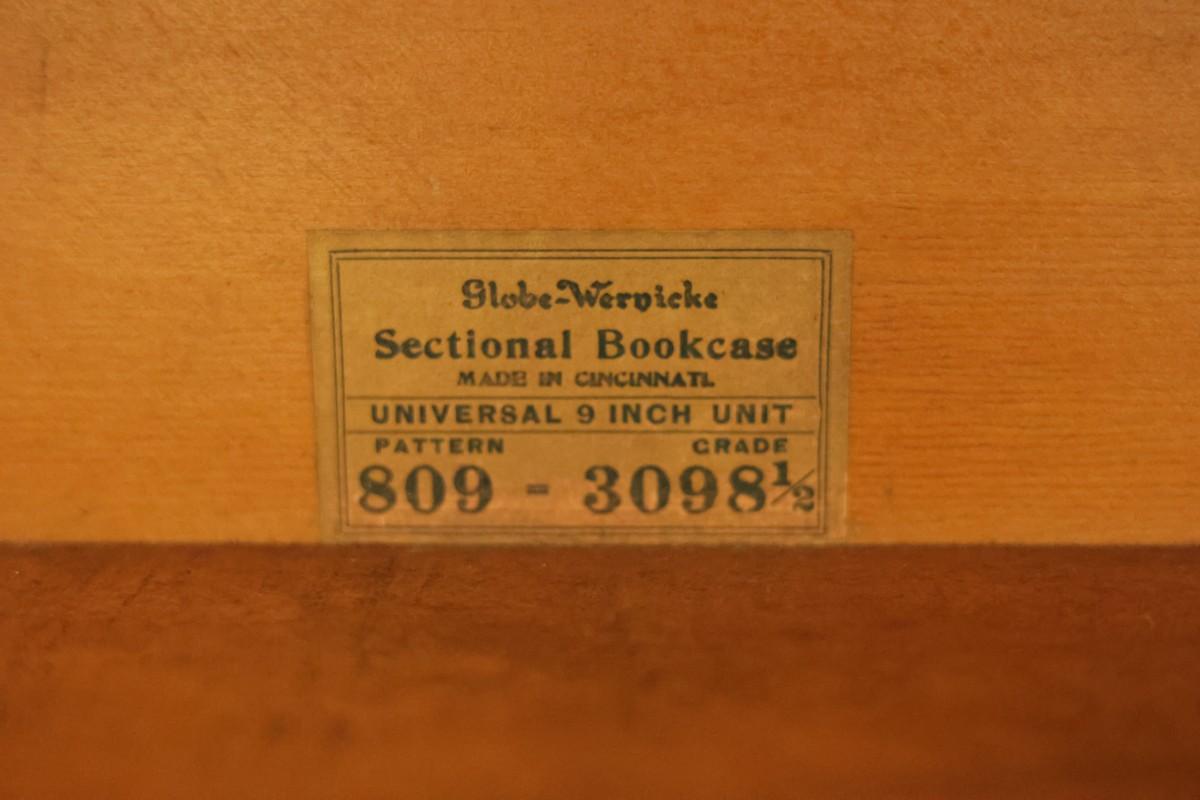 Globe-Wernicke
Sectional Bookcase
MADE IN CINCINNATI.
UNIVERSAL 9 INCH UNIT
PATTERN GRADE
809 - 3098½